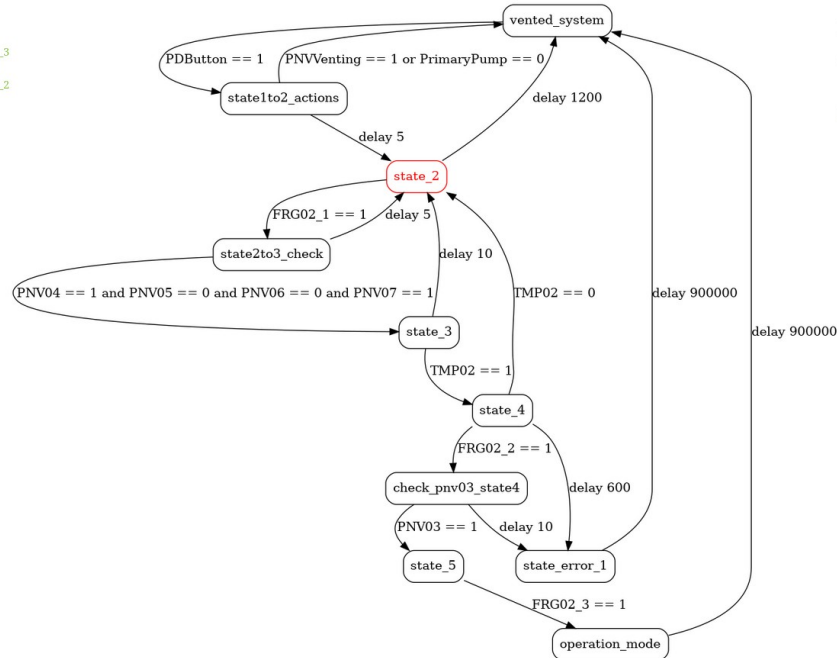 vented_system
_3
PDButton == 1
PNVVenting == 1 or PrimaryPump == 0
_2
state1to2_actions
delay 1200
delay 5
state_2
FRG02_1 == 1
delay 5
state2to3_check
delay 10
PNV04 == 1 and PNV05 == 0 and PNV06 == 0 and PNV07 == 1
TMP02 == 0
delay 900000
state_3
delay 900000
TMP02 == 1
state_4
FRG02_2 == 1
check_pnv03_state4
delay 600
PNV03 == 1
delay 10
state_5
state_error_1
FRG02_3 == 1
operation_mode